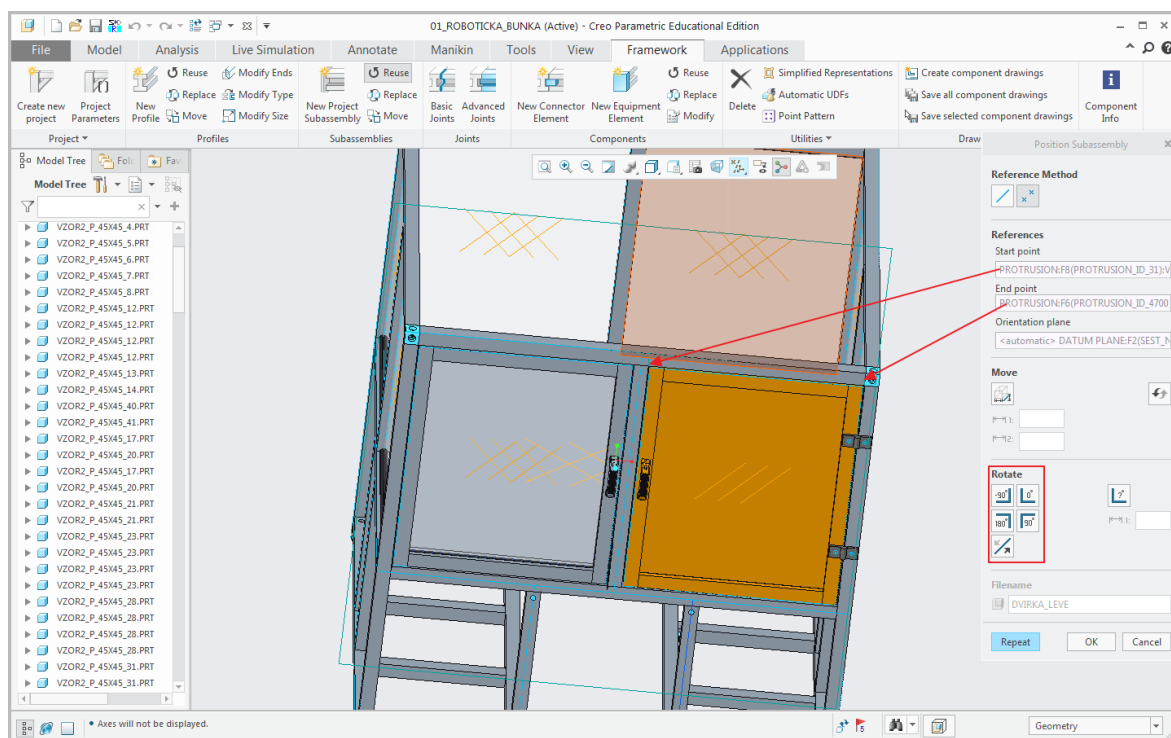 01_ROBOTICKA_BUNKA (Active) - Creo Parametric Educational Edition
File Model Analysis Live Simulation Annotate Manikin Tools View Framework Applications
Create new project
Project Parameters
New Profile
Reuse
Replace
Move
Modify Ends
Modify Type
Modify Size
New Project Subassembly
Reuse
Replace
Move
Basic Joints
Advanced Joints
New Connector Element
New Equipment Element
Reuse
Replace
Modify
Delete
Simplified Representations
Automatic UDFs
Point Pattern
Create component drawings
Save all component drawings
Save selected component drawings
Component Info
Project Profiles Subassemblies Joints Components Utilities Draw
Model Tree Fol Fav
Model Tree
VZOR2_P_45X45_4.PRT
VZOR2_P_45X45_5.PRT
VZOR2_P_45X45_6.PRT
VZOR2_P_45X45_7.PRT
VZOR2_P_45X45_8.PRT
VZOR2_P_45X45_12.PRT
VZOR2_P_45X45_12.PRT
VZOR2_P_45X45_12.PRT
VZOR2_P_45X45_12.PRT
VZOR2_P_45X45_13.PRT
VZOR2_P_45X45_14.PRT
VZOR2_P_45X45_40.PRT
VZOR2_P_45X45_41.PRT
VZOR2_P_45X45_17.PRT
VZOR2_P_45X45_20.PRT
VZOR2_P_45X45_17.PRT
VZOR2_P_45X45_20.PRT
VZOR2_P_45X45_21.PRT
VZOR2_P_45X45_21.PRT
VZOR2_P_45X45_23.PRT
VZOR2_P_45X45_23.PRT
VZOR2_P_45X45_23.PRT
VZOR2_P_45X45_23.PRT
VZOR2_P_45X45_28.PRT
VZOR2_P_45X45_28.PRT
VZOR2_P_45X45_28.PRT
VZOR2_P_45X45_28.PRT
VZOR2_P_45X45_31.PRT
VZOR2_P_45X45_31.PRT
Position Subassembly
Reference Method
References
Start point
PROTRUSION:F8(PROTRUSION_ID_31):V
End point
PROTRUSION:F6(PROTRUSION_ID_4700
Orientation plane
<automatic> DATUM PLANE:F2(SEST_N
Move
1:
2:
Rotate
-90° 0° ?°
180° 90° 1:
Filename
DVIRKA_LEVE
Repeat OK Cancel
• Axes will not be displayed.
5
Geometry